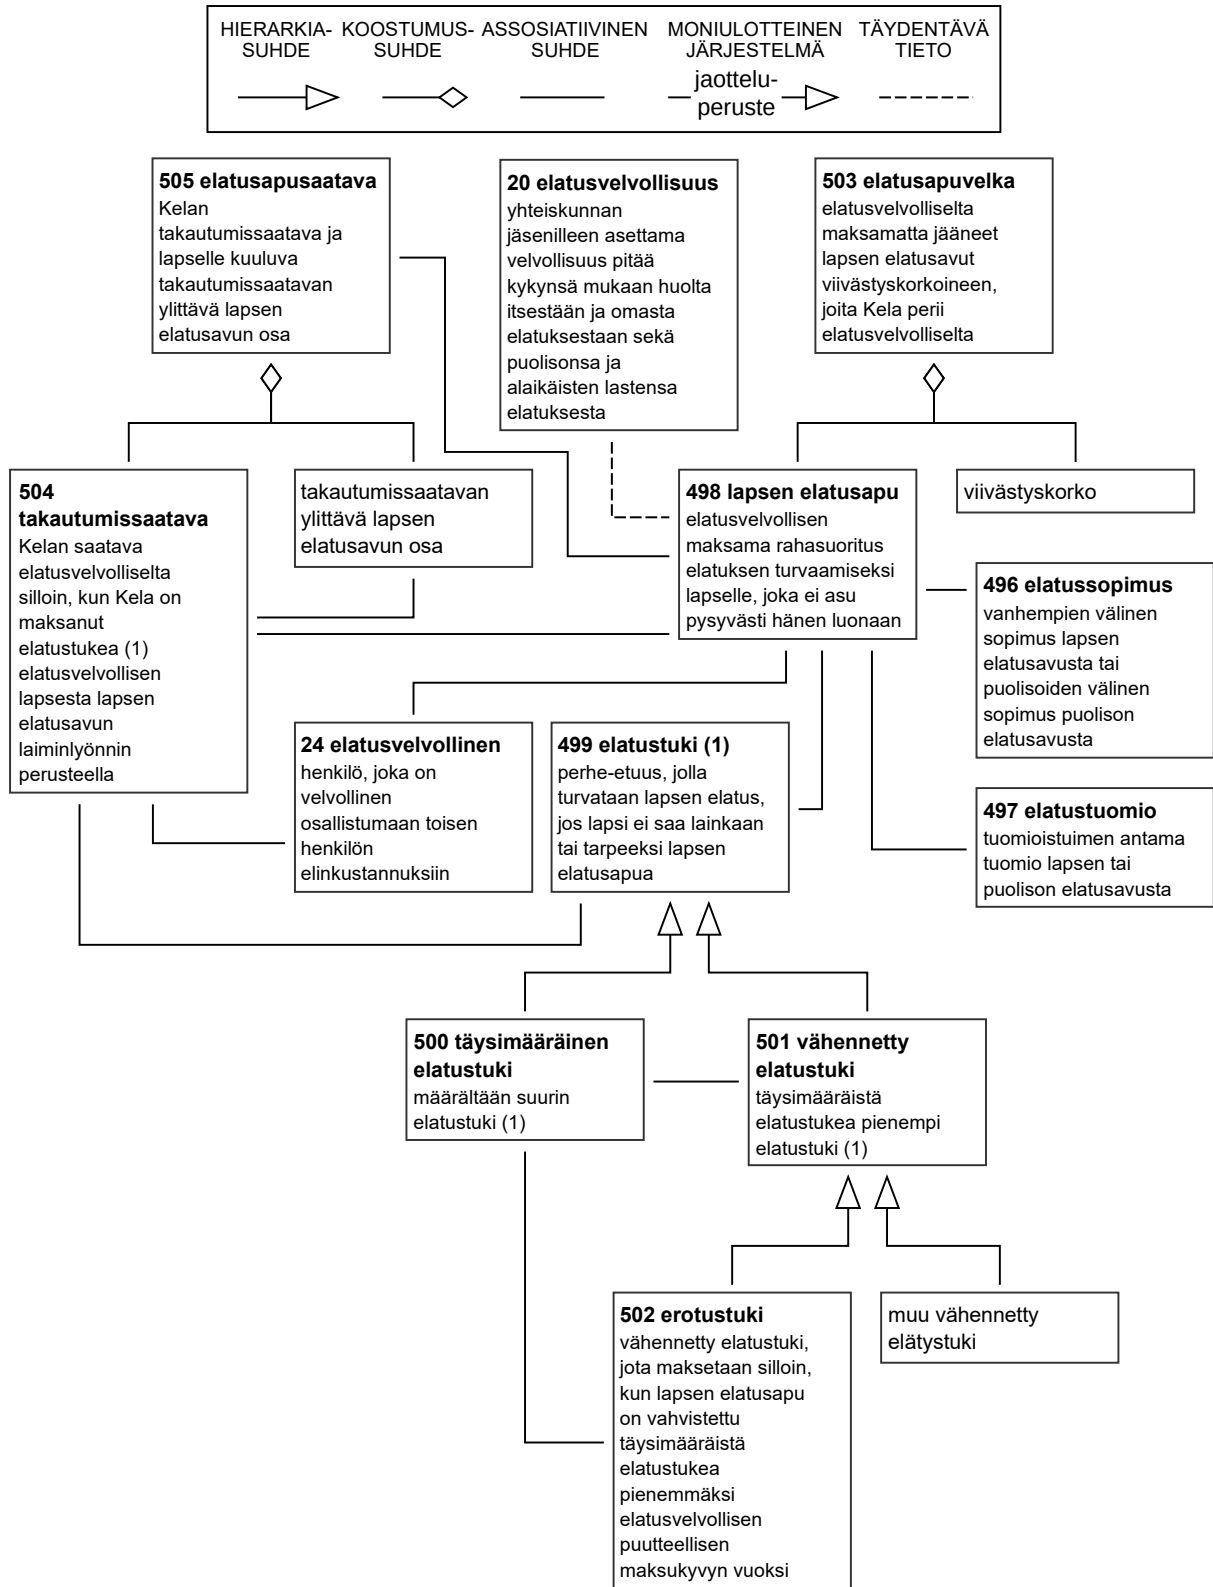 HIERARKIA-
SUHDE
KOOSTUMUS-
SUHDE
ASSOSIATIIVINEN
SUHDE
MONIULOTTEINEN
JÄRJESTELMÄ
jaottelu-
peruste
TÄYDENTÄVÄ
TIETO
505 elatusapusaatava
Kelan
takautumissaatava ja
lapselle kuuluva
takautumissaatavan
ylittävä lapsen
elatusavun osa
20 elatusvelvollisuus
yhteiskunnan
jäsenilleen asettama
velvollisuus pitää
kykynsä mukaan huolta
itsestään ja omasta
elatuksestaan sekä
puolisonsa ja
alaikäisten lastensa
elatuksesta
503 elatusapuvelka
elatusvelvolliselta
maksamatta jääneet
lapsen elatusavut
viivästyskorkoineen,
joita Kela perii
elatusvelvolliselta
504
takautumissaatava
Kelan saatava
elatusvelvolliselta
silloin, kun Kela on
maksanut
elatustukea (1)
elatusvelvollisen
lapsesta lapsen
elatusavun
laiminlyönnin
perusteella
takautumissaatavan
ylittävä lapsen
elatusavun osa
498 lapsen elatusapu
elatusvelvollisen
maksama rahasuoritus
elatuksen turvaamiseksi
lapselle, joka ei asu
pysyvästi hänen luonaan
viivästyskorko
496 elatussopimus
vanhempien välinen
sopimus lapsen
elatusavusta tai
puolisoiden välinen
sopimus puolison
elatusavusta
24 elatusvelvollinen
henkilö, joka on
velvollinen
osallistumaan toisen
henkilön
elinkustannuksiin
499 elatustuki (1)
perhe-etuus, jolla
turvataan lapsen elatus,
jos lapsi ei saa lainkaan
tai tarpeeksi lapsen
elatusapua
497 elatustuomio
tuomioistuimen antama
tuomio lapsen tai
puolison elatusavusta
500 täysimääräinen
elatustuki
määrältään suurin
elatustuki (1)
501 vähennetty
elatustuki
täysimääräistä
elatustukea pienempi
elatustuki (1)
502 erotustuki
vähennetty elatustuki,
jota maksetaan silloin,
kun lapsen elatusapu
on vahvistettu
täysimääräistä
elatustukea
pienemmäksi
elatusvelvollisen
puutteellisen
maksukyvyn vuoksi
muu vähennetty
elätystuki